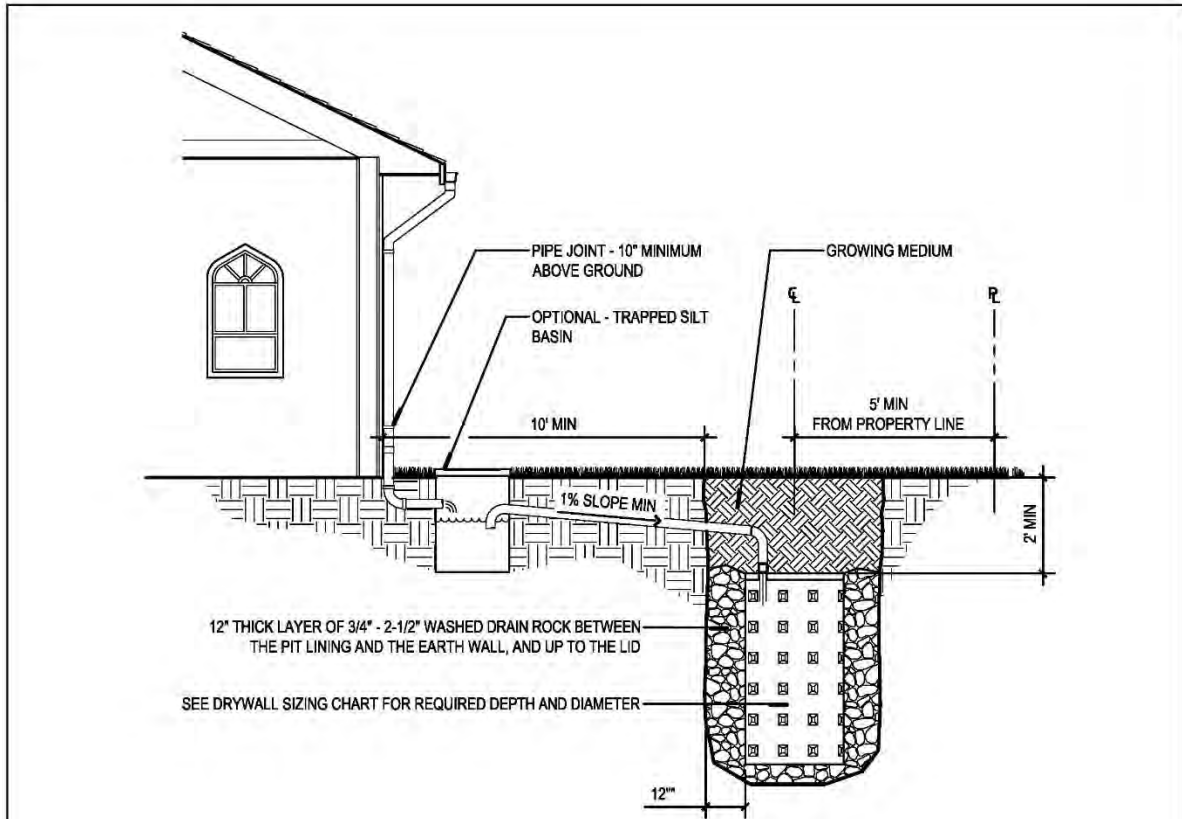 PIPE JOINT - 10" MINIMUM
ABOVE GROUND
GROWING MEDIUM
OPTIONAL - TRAPPED SILT
BASIN
℄
PL
10' MIN
5' MIN
FROM PROPERTY LINE
1% SLOPE MIN
2' MIN
12" THICK LAYER OF 3/4" - 2-1/2" WASHED DRAIN ROCK BETWEEN
THE PIT LINING AND THE EARTH WALL, AND UP TO THE LID
SEE DRYWALL SIZING CHART FOR REQUIRED DEPTH AND DIAMETER
12""